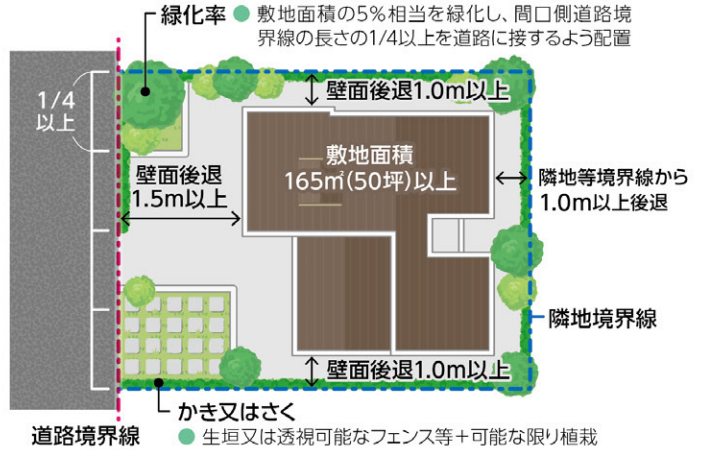 緑化率 ● 敷地面積の5%相当を緑化し、間口側道路境
界線の長さの1/4以上を道路に接するよう配置
1/4
以上
壁面後退1.0m以上
敷地面積
165㎡(50坪)以上
壁面後退
1.5m以上
隣地等境界線から
1.0m以上後退
隣地境界線
壁面後退1.0m以上
かき又はさく
道路境界線
● 生垣又は透視可能なフェンス等+可能な限り植栽